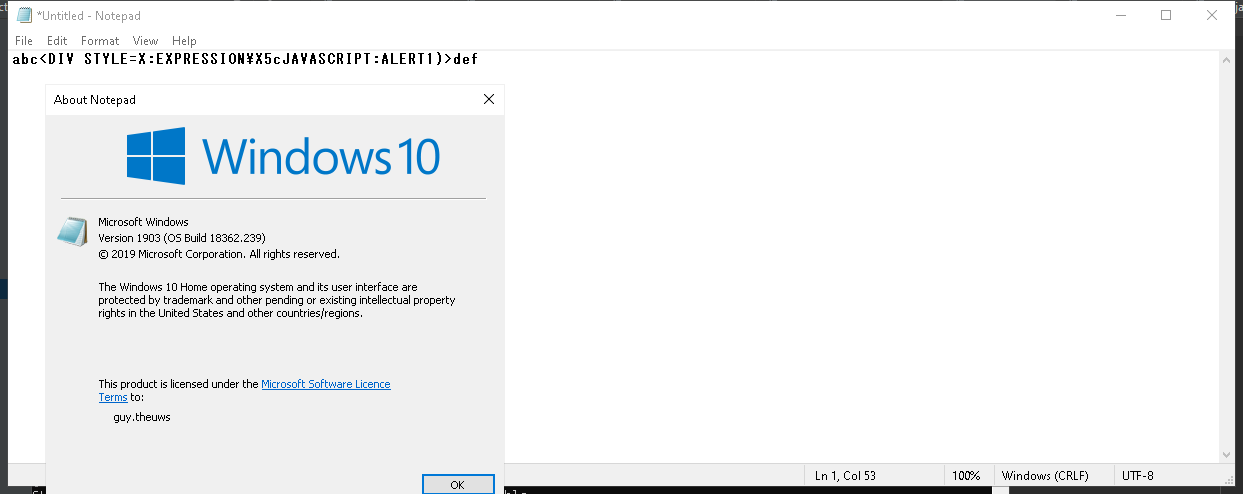 *Untitled - Notepad
File Edit Format View Help
abc<DIV STYLE=X:EXPRESSION¥X5cJAVASCRIPT:ALERT1)>def
About Notepad
Windows 10
Microsoft Windows
Version 1903 (OS Build 18362.239)
© 2019 Microsoft Corporation. All rights reserved.
The Windows 10 Home operating system and its user interface are
protected by trademark and other pending or existing intellectual property
rights in the United States and other countries/regions.
This product is licensed under the Microsoft Software Licence
Terms to:
guy.theuws
OK
Ln 1, Col 53 100% Windows (CRLF) UTF-8